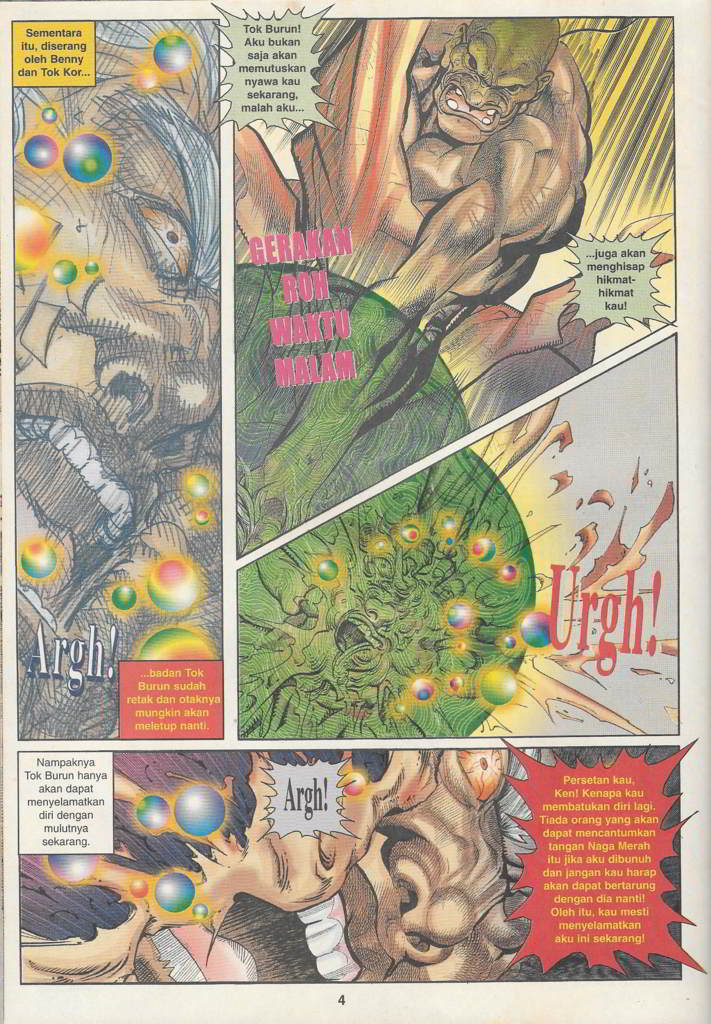 Sementara
itu, diserang
oleh Benny
dan Tok Kor...
Tok Burun!
Aku bukan
saja akan
memutuskan
nyawa kau
sekarang,
malah aku...
GERAKAN
ROH
WAKTU
MALAM
...juga akan
menghisap
hikmat-
hikmat
kau!
Argh!
...badan Tok
Burun sudah
retak dan otaknya
mungkin akan
meletup nanti.
Urgh!
Nampaknya
Tok Burun hanya
akan dapat
menyelamatkan
diri dengan
mulutnya
sekarang.
Argh!
Persetan kau,
Ken! Kenapa kau
membatukan diri lagi.
Tiada orang yang akan
dapat mencantumkan
tangan Naga Merah
itu jika aku dibunuh
dan jangan kau harap
akan dapat bertarung
dengan dia nanti!
Oleh itu, kau mesti
menyelamatkan
aku ini sekarang!
4